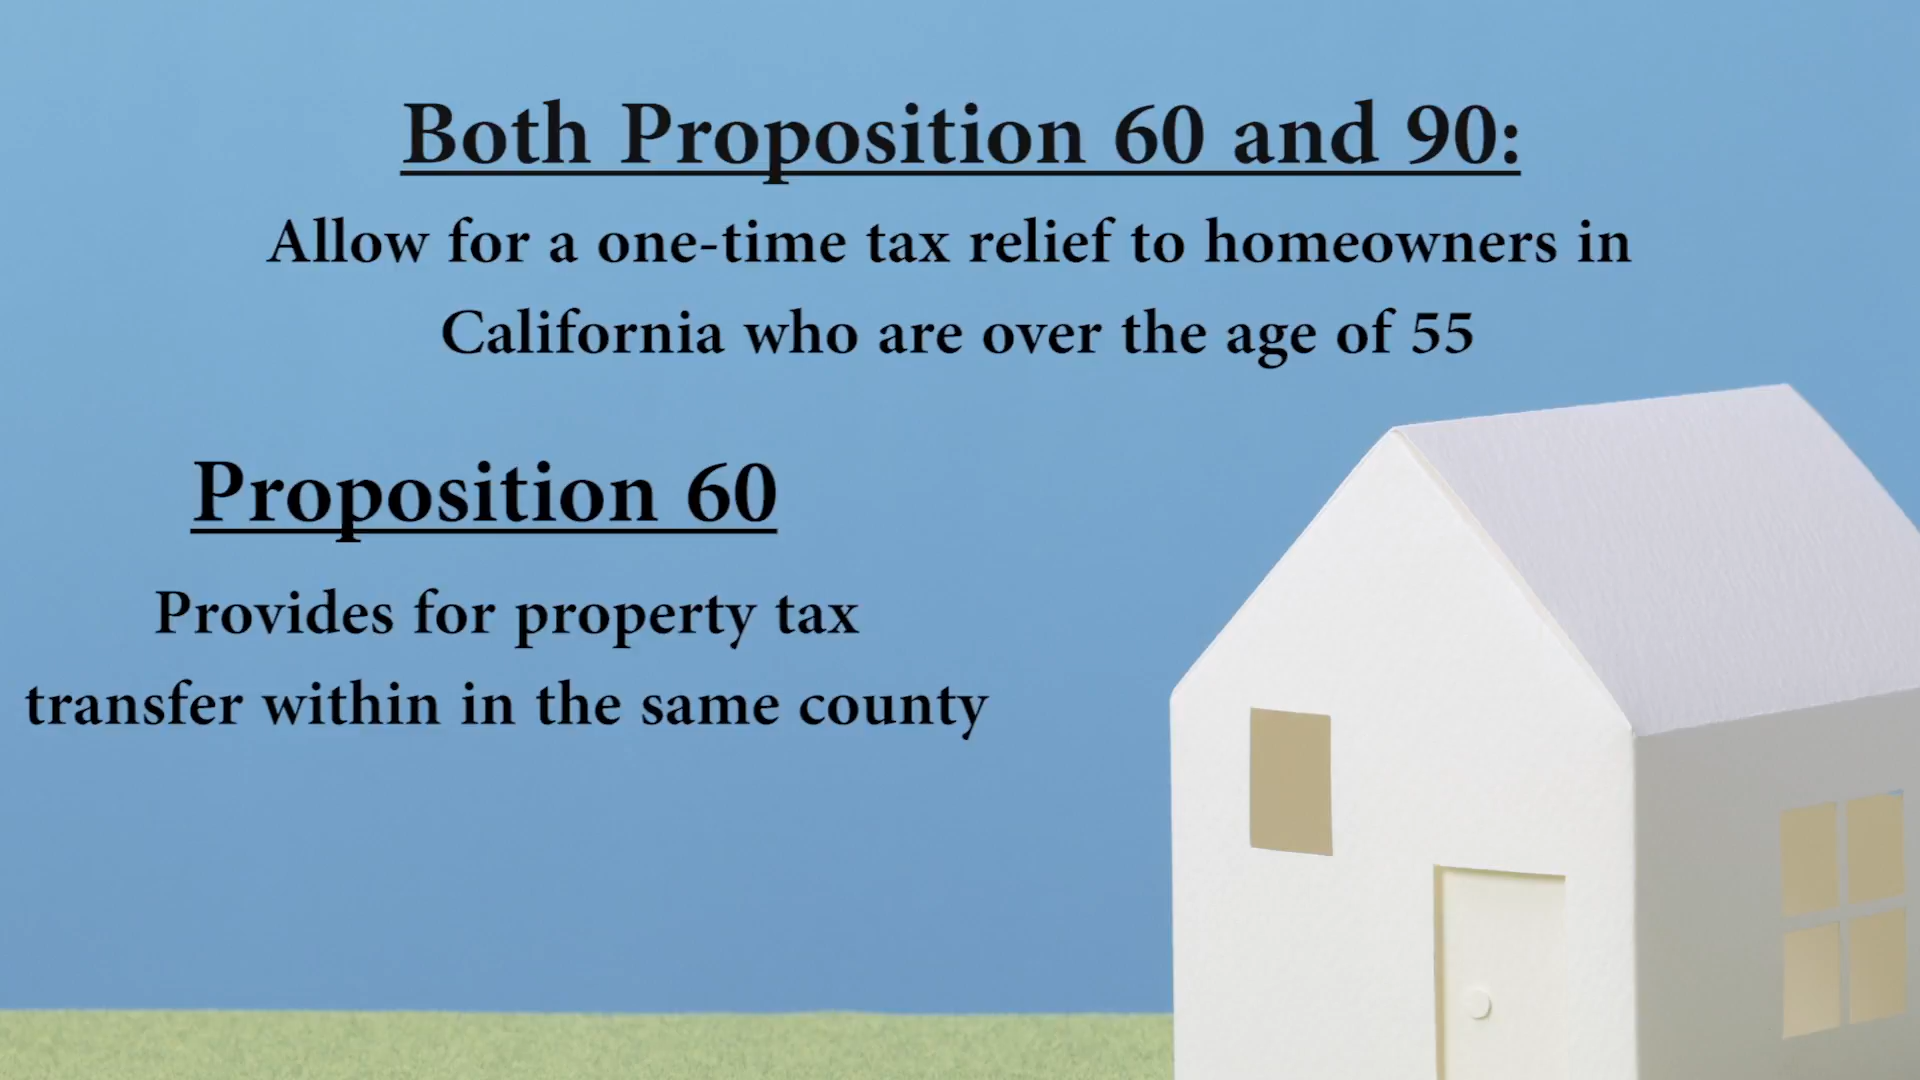 Both Proposition 60 and 90:
Allow for a one-time tax relief to homeowners in
California who are over the age of 55
Proposition 60
Provides for property tax
transfer within in the same county